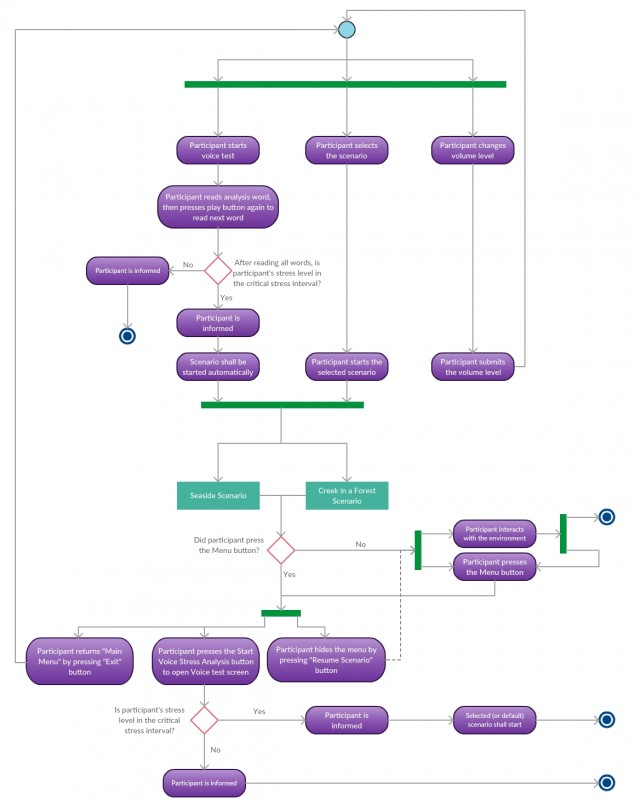 Participant starts
voice test
Participant selects
the scenario
Participant changes
volume level
Participant reads analysis word,
then presses play button again to
read next word
After reading all words, is
participant's stress level in
the critical stress interval?
No
Participant is informed
Yes
Participant is
informed
Scenario shall be
started automatically
Participant starts the
selected scenario
Participant submits
the volume level
Seaside Scenario
Creek in a Forest
Scenario
Did participant press
the Menu button?
No
Yes
Participant interacts
with the environment
Participant presses
the Menu button
Participant returns "Main
Menu" by pressing "Exit"
button
Participant presses the Start
Voice Stress Analysis button
to open Voice test screen
Participant hides the menu by
pressing "Resume Scenario"
button
Is participant's stress
level in the critical
stress interval?
Yes
Participant is
informed
Selected (or default)
scenario shall start
No
Participant is informed